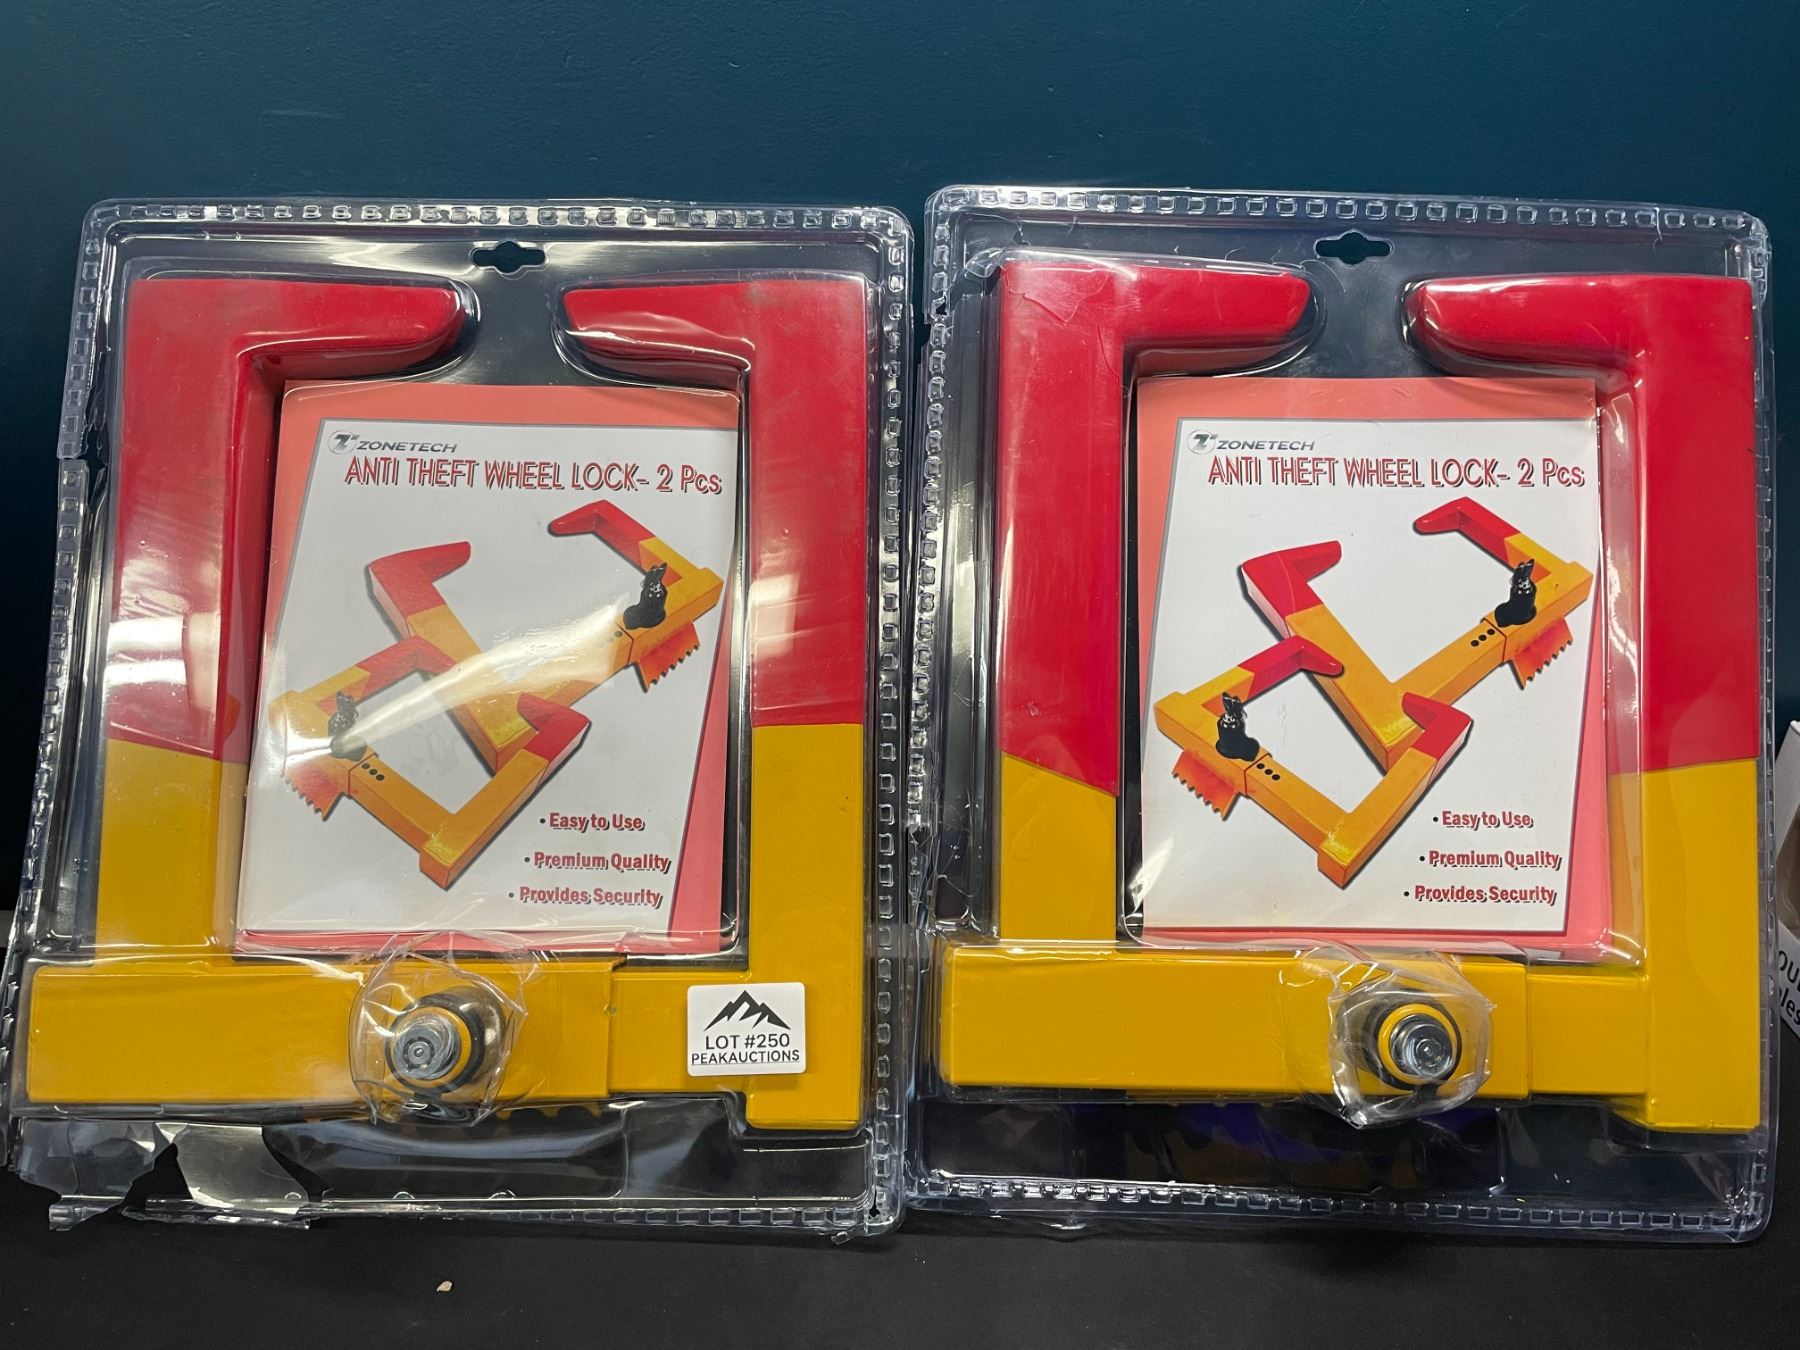 ZONETECH
ANTI THEFT WHEEL LOCK- 2 Pcs
• Easy to Use
• Premium Quality
• Provides Security
LOT #250
PEAKAUCTIONS
ZONETECH
ANTI THEFT WHEEL LOCK- 2 Pcs
• Easy to Use
• Premium Quality
• Provides Security